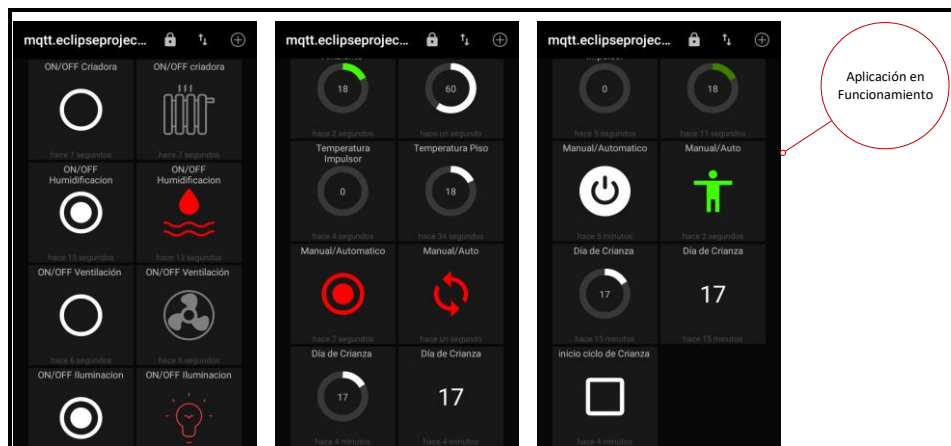 mqtt.eclipseprojec...
ON/OFF Criadora
ON/OFF criadora
hace 7 segundos
hace 7 segundos
ON/OFF
Humidificacion
ON/OFF
Humidificacion
hace 13 segundos
hace 13 segundos
ON/OFF Ventilación
ON/OFF Ventilación
hace 6 segundos
hace 6 segundos
ON/OFF Iluminacion
ON/OFF Iluminacion
mqtt.eclipseprojec...
Ambiente
18
60
hace 2 segundos
hace un segundo
Temperatura
Impulsor
Temperatura Piso
0
18
hace 4 segundos
hace 34 segundos
Manual/Automatico
Manual/Auto
hace 7 segundos
hace un segundo
Día de Crianza
Día de Crianza
17
17
hace 4 minutos
hace 4 minutos
mqtt.eclipseprojec...
Impulsor
0
18
hace 5 segundos
hace 11 segundos
Manual/Automatico
Manual/Auto
hace 5 minutos
hace 2 segundos
Día de Crianza
Día de Crianza
17
17
hace 15 minutos
hace 15 minutos
inicio ciclo de Crianza
hace 4 minutos
Aplicación en
Funcionamiento